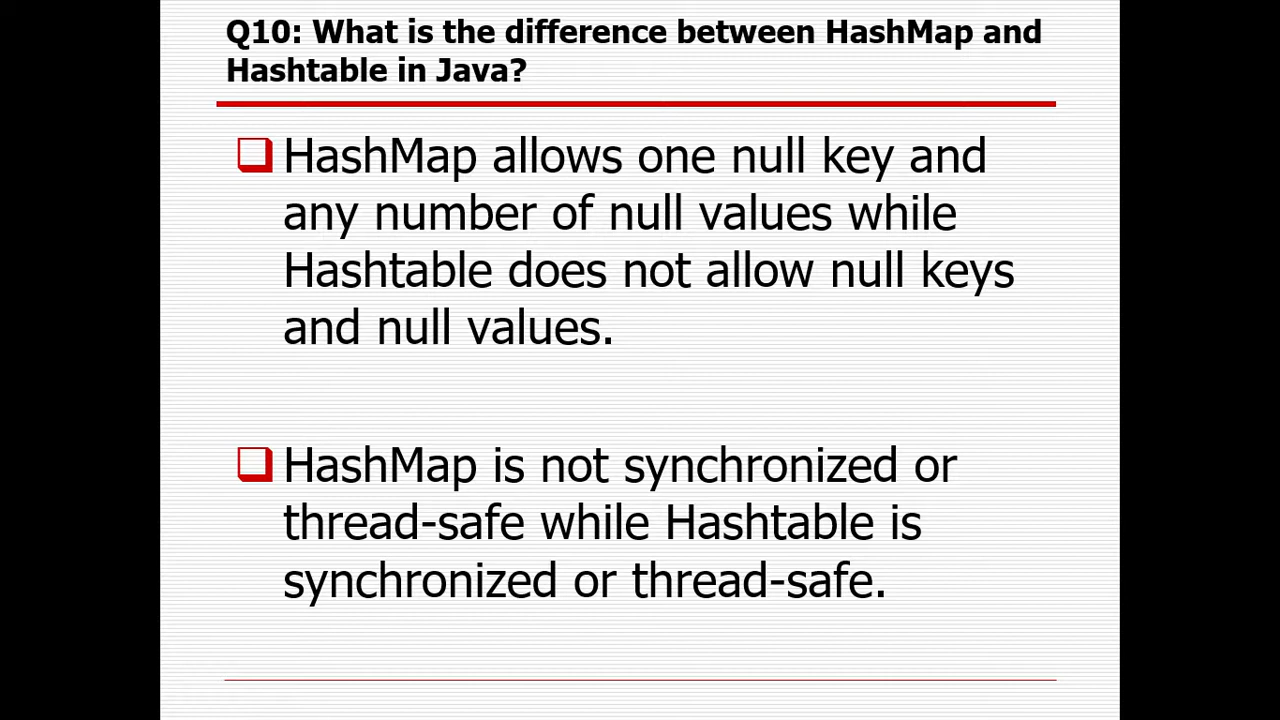 Q10: What is the difference between HashMap and
Hashtable in Java?
HashMap allows one null key and
any number of null values while
Hashtable does not allow null keys
and null values.
HashMap is not synchronized or
thread-safe while Hashtable is
synchronized or thread-safe.